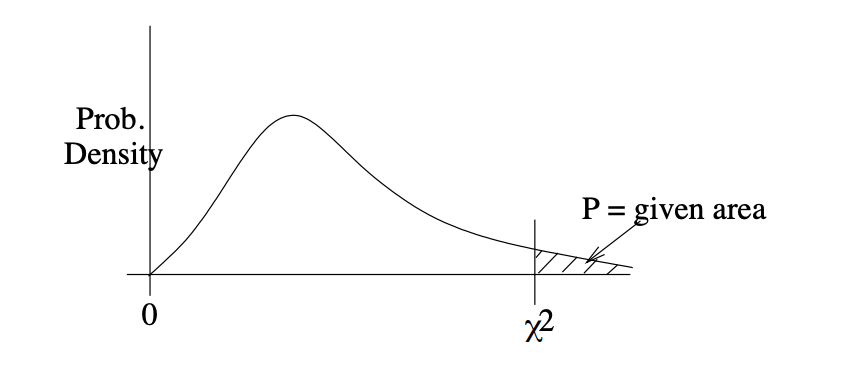 Prob.
Density
P = given area
0
χ2